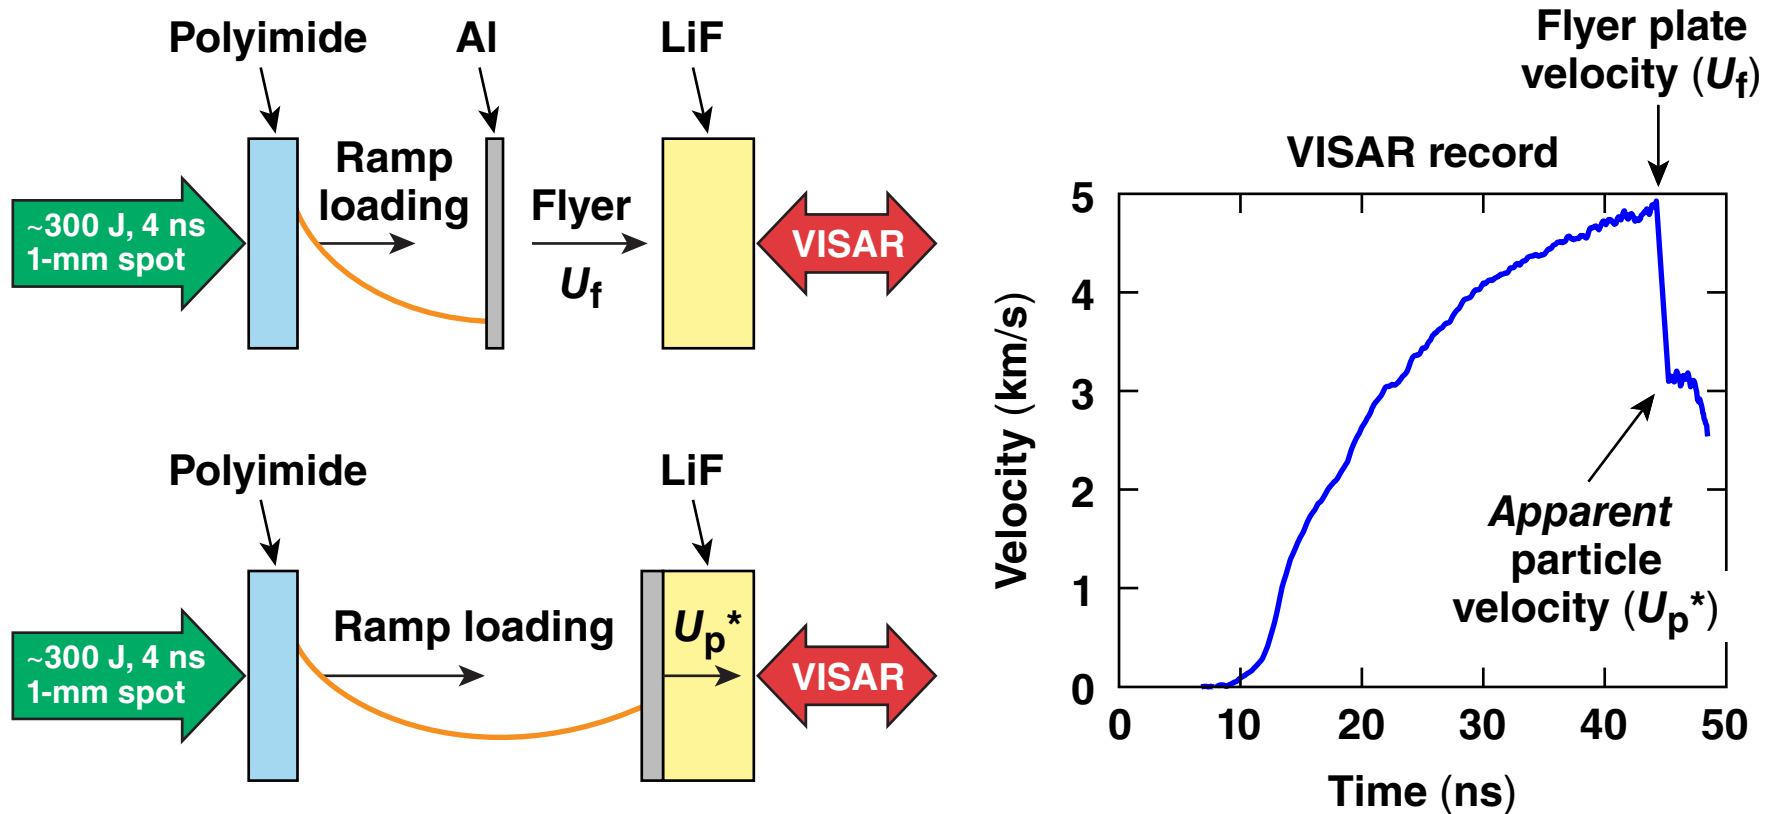 Polyimide
Al
LiF
Ramp
loading
Flyer
U_f
~300 J, 4 ns
1-mm spot
VISAR
Polyimide
LiF
Ramp loading
U_p*
~300 J, 4 ns
1-mm spot
VISAR
Flyer plate
velocity (U_f)
VISAR record
Velocity (km/s)
5
4
3
2
1
0
Apparent
particle
velocity (U_p*)
0 10 20 30 40 50
Time (ns)